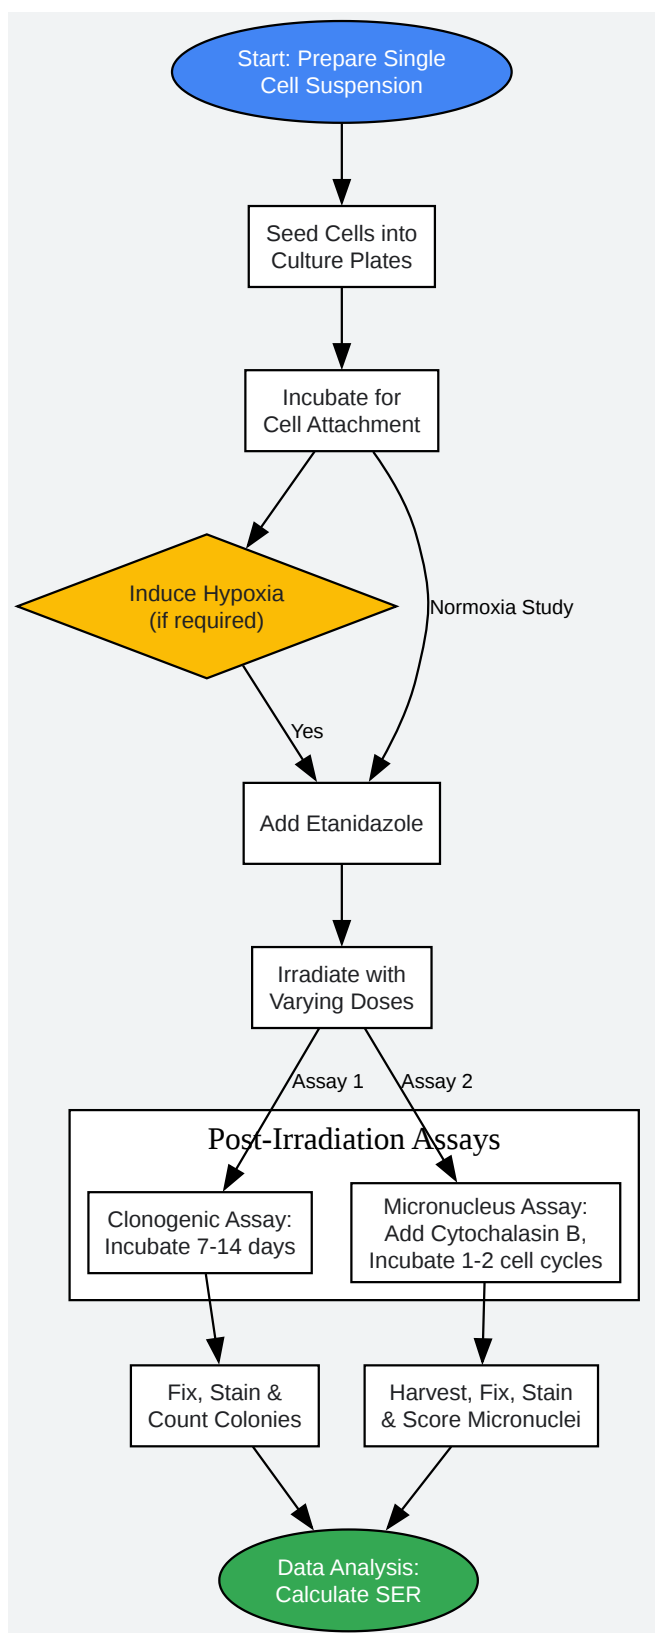 Start: Prepare Single
Cell Suspension
Seed Cells into
Culture Plates
Incubate for
Cell Attachment
Induce Hypoxia
(if required)
Normoxia Study
Yes
Add Etanidazole
Irradiate with
Varying Doses
Assay 1
Assay 2
Post-Irradiation Assays
Clonogenic Assay:
Incubate 7-14 days
Micronucleus Assay:
Add Cytochalasin B,
Incubate 1-2 cell cycles
Fix, Stain &
Count Colonies
Harvest, Fix, Stain
& Score Micronuclei
Data Analysis:
Calculate SER